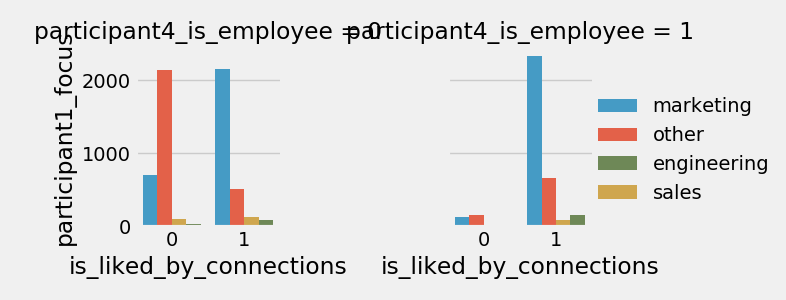 participant4_is_employee = 0
participant4_is_employee = 1
participant1_focus
2000
1000
0
0
1
0
1
is_liked_by_connections
is_liked_by_connections
marketing
other
engineering
sales